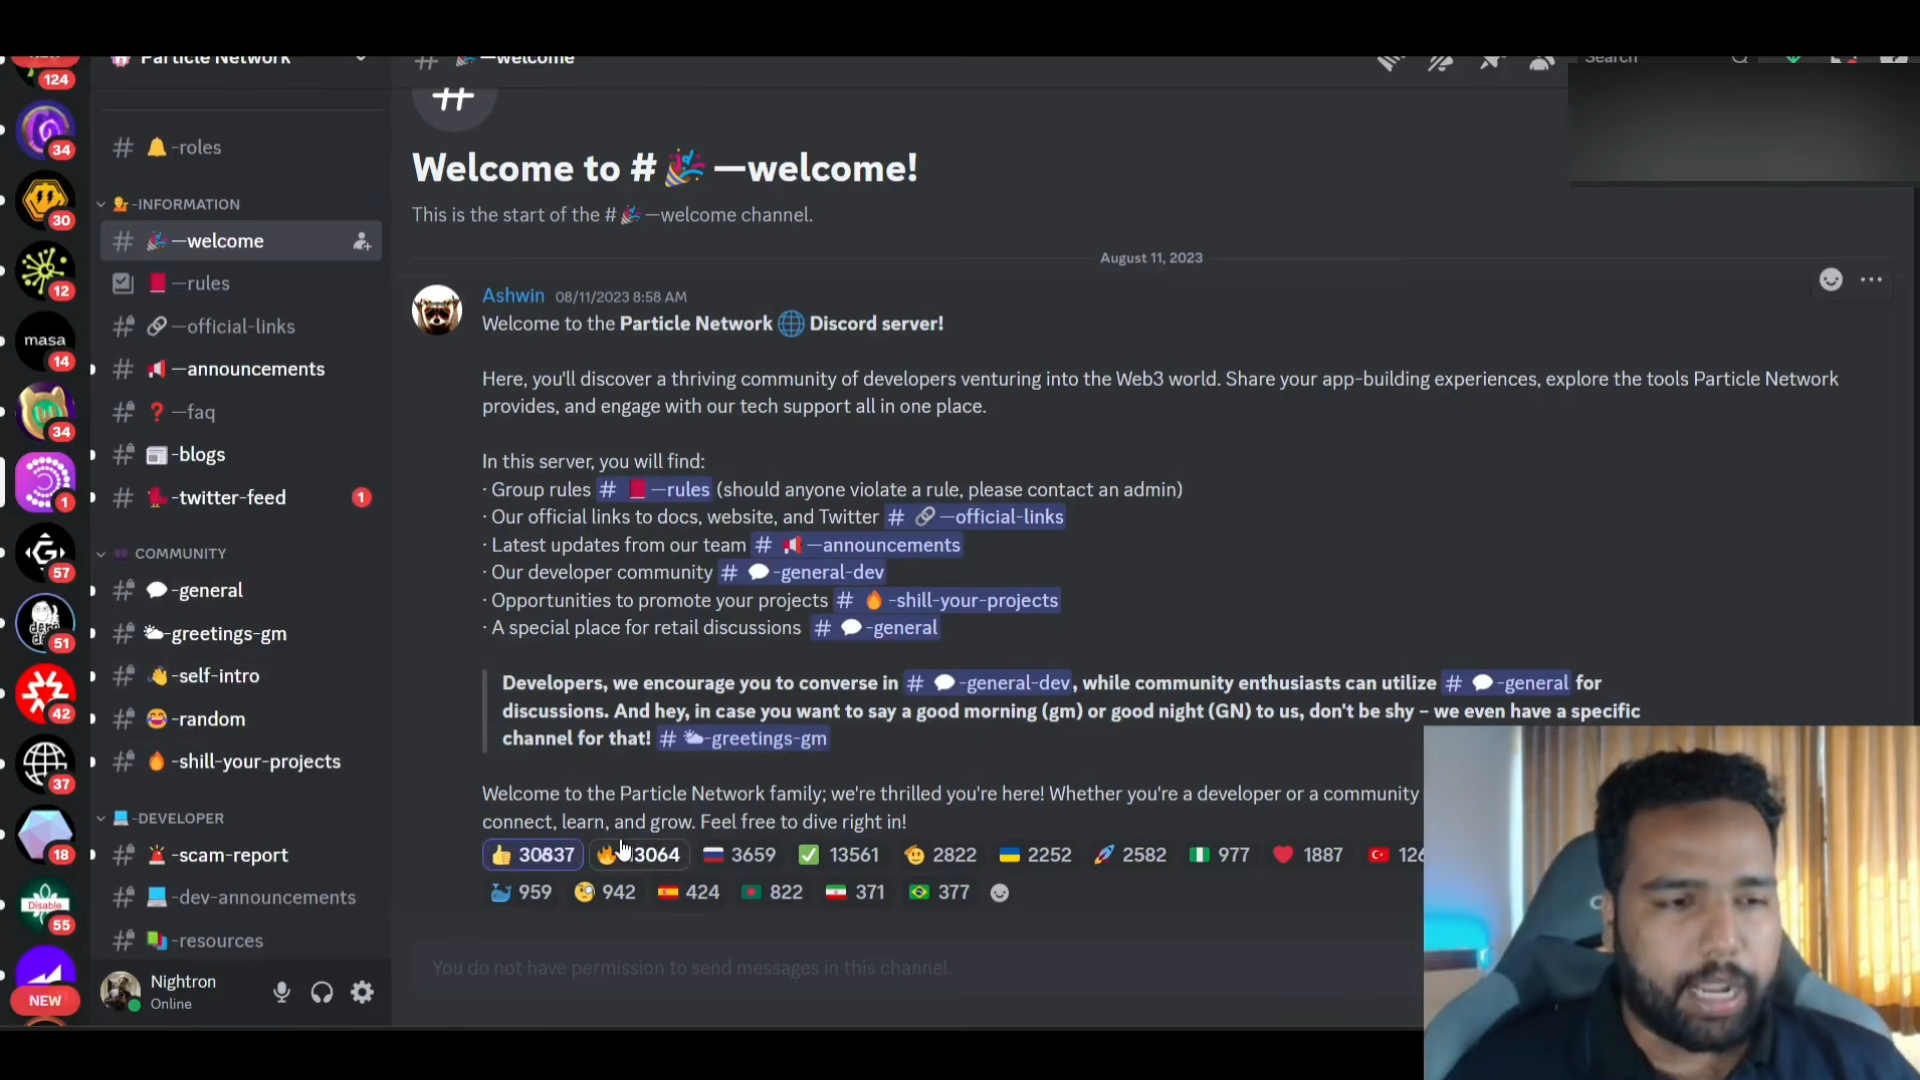 124
34
30
12
masa
14
34
1
57
51
42
37
18
Disable
55
NEW
Particle Network
# 🔔-roles
💁-INFORMATION
# 🎉—welcome
📕—rules
# 🔗—official-links
# 📢—announcements
# ❓—faq
# 📰-blogs
# 🐦-twitter-feed 1
COMMUNITY
# 💬-general
# 🌥-greetings-gm
# 👋-self-intro
# 😂-random
# 🔥-shill-your-projects
💻-DEVELOPER
# 🚨-scam-report
# 💻-dev-announcements
# 📚-resources
Nightron
Online
# 🎉—welcome
Search
#
Welcome to #🎉—welcome!
This is the start of the #🎉—welcome channel.
August 11, 2023
Ashwin 08/11/2023 8:58 AM
Welcome to the Particle Network 🌐 Discord server!
Here, you'll discover a thriving community of developers venturing into the Web3 world. Share your app-building experiences, explore the tools Particle Network
provides, and engage with our tech support all in one place.
In this server, you will find:
· Group rules # 📕—rules (should anyone violate a rule, please contact an admin)
· Our official links to docs, website, and Twitter # 🔗—official-links
· Latest updates from our team # 📢—announcements
· Our developer community # 💬-general-dev
· Opportunities to promote your projects # 🔥-shill-your-projects
· A special place for retail discussions # 💬-general
Developers, we encourage you to converse in # 💬-general-dev, while community enthusiasts can utilize # 💬-general for
discussions. And hey, in case you want to say a good morning (gm) or good night (GN) to us, don't be shy – we even have a specific
channel for that! # 🌥-greetings-gm
Welcome to the Particle Network family; we're thrilled you're here! Whether you're a developer or a community
connect, learn, and grow. Feel free to dive right in!
👍 30837 🔥 3064 🇷🇺 3659 ✅ 13561 🫡 2822 🇺🇦 2252 🚀 2582 🇳🇬 977 ❤️ 1887 🇹🇷
🐳 959 🧐 942 🇪🇸 424 🇧🇩 822 🇮🇷 371 🇧🇷 377
You do not have permission to send messages in this channel.